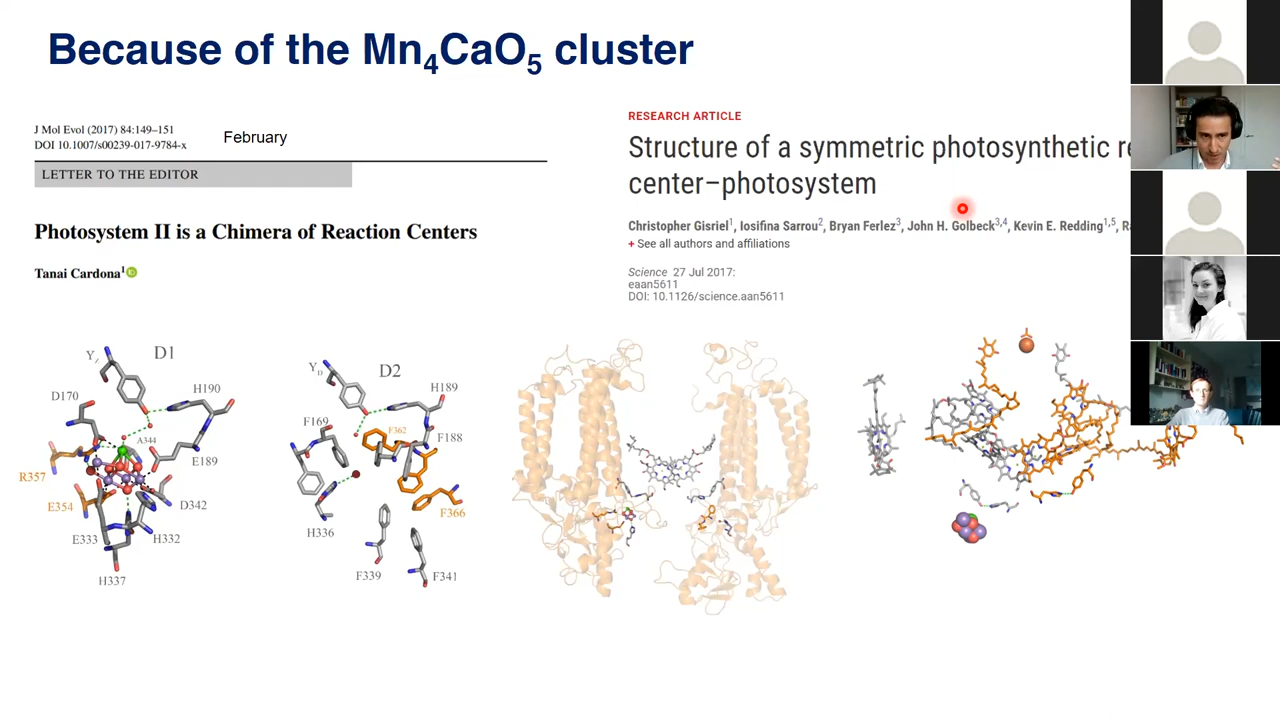 Because of the Mn₄CaO₅ cluster
J Mol Evol (2017) 84:149–151
DOI 10.1007/s00239-017-9784-x
February
LETTER TO THE EDITOR
Photosystem II is a Chimera of Reaction Centers
Tanai Cardona¹
RESEARCH ARTICLE
Structure of a symmetric photosynthetic re
center–photosystem
Christopher Gisriel¹, Iosifina Sarrou², Bryan Ferlez³, John H. Golbeck³,⁴, Kevin E. Redding¹,⁵, Ra
+ See all authors and affiliations
Science 27 Jul 2017:
eaan5611
DOI: 10.1126/science.aan5611
D1
D170
H190
A344
E189
R357
E354
D342
E333
H332
H337
Y_D
D2
H189
F169
F362
F188
F366
H336
F339
F341